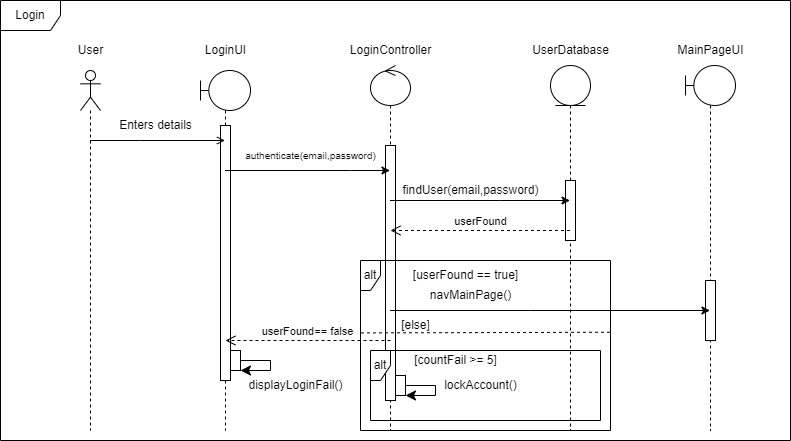 Login
User
LoginUI
LoginController
UserDatabase
MainPageUI
Enters details
authenticate(email,password)
findUser(email,password)
userFound
alt
[userFound == true]
navMainPage()
[else]
userFound== false
alt
[countFail >= 5]
displayLoginFail()
lockAccount()